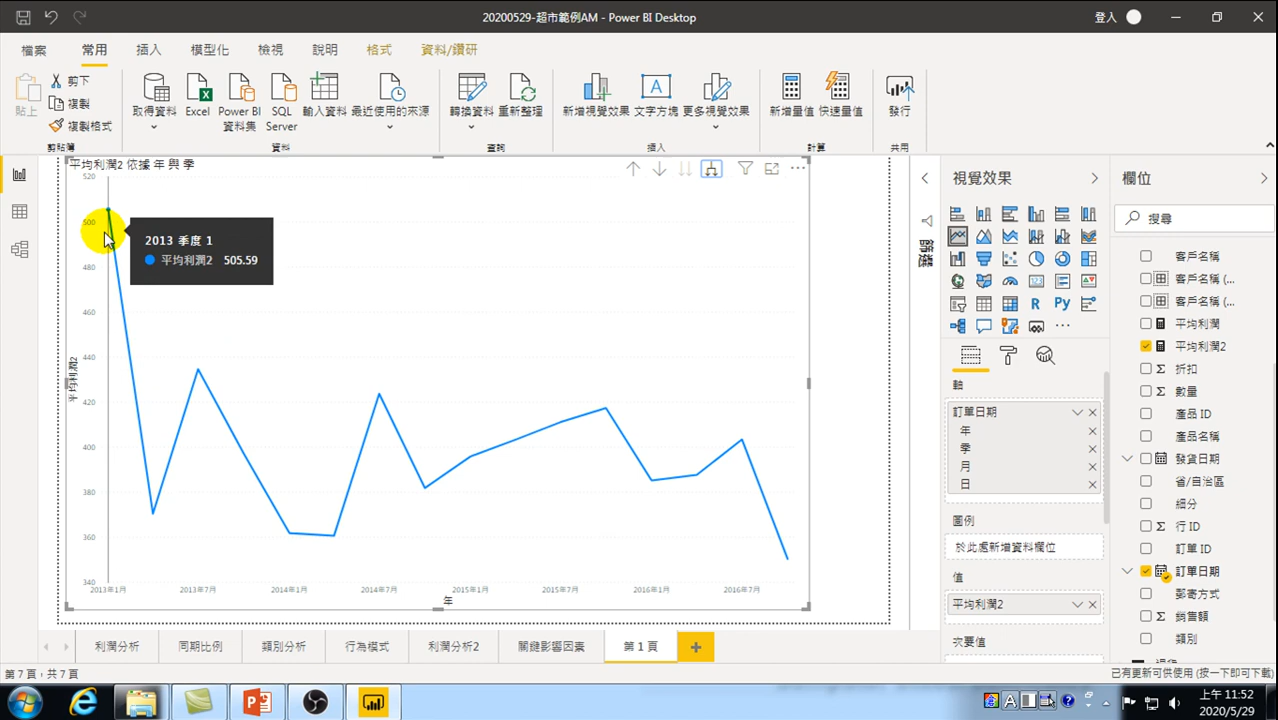 20200529-超市範例AM - Power BI Desktop
登入
檔案
常用
插入
模型化
檢視
說明
格式
資料/鑽研
貼上
剪下
複製
複製格式
剪貼簿
取得資料
Excel
Power BI
資料集
SQL
Server
輸入資料
最近使用的來源
資料
轉換資料
重新整理
查詢
新增視覺效果
文字方塊
更多視覺效果
插入
新增量值
快速量值
計算
發行
共用
平均利潤2 依據 年 與 季
520
500
480
460
440
420
400
380
360
340
平均利潤2
2013 季度 1
平均利潤2 505.59
2013年1月
2013年7月
2014年1月
2014年7月
2015年1月
2015年7月
2016年1月
2016年7月
年
篩選
視覺效果
R
Py
123
軸
訂單日期
年
季
月
日
圖例
於此處新增資料欄位
值
平均利潤2
次要值
欄位
搜尋
客戶名稱
客戶名稱 (...
客戶名稱 (...
平均利潤
平均利潤2
折扣
數量
產品 ID
產品名稱
發貨日期
省/自治區
細分
行 ID
訂單 ID
訂單日期
郵寄方式
銷售額
類別
利潤分析
同期比例
類別分析
行為模式
利潤分析2
關鍵影響因素
第 1 頁
第 7 頁，共 7 頁
已有更新可供使用 (按一下即可下載)
上午 11:52
2020/5/29